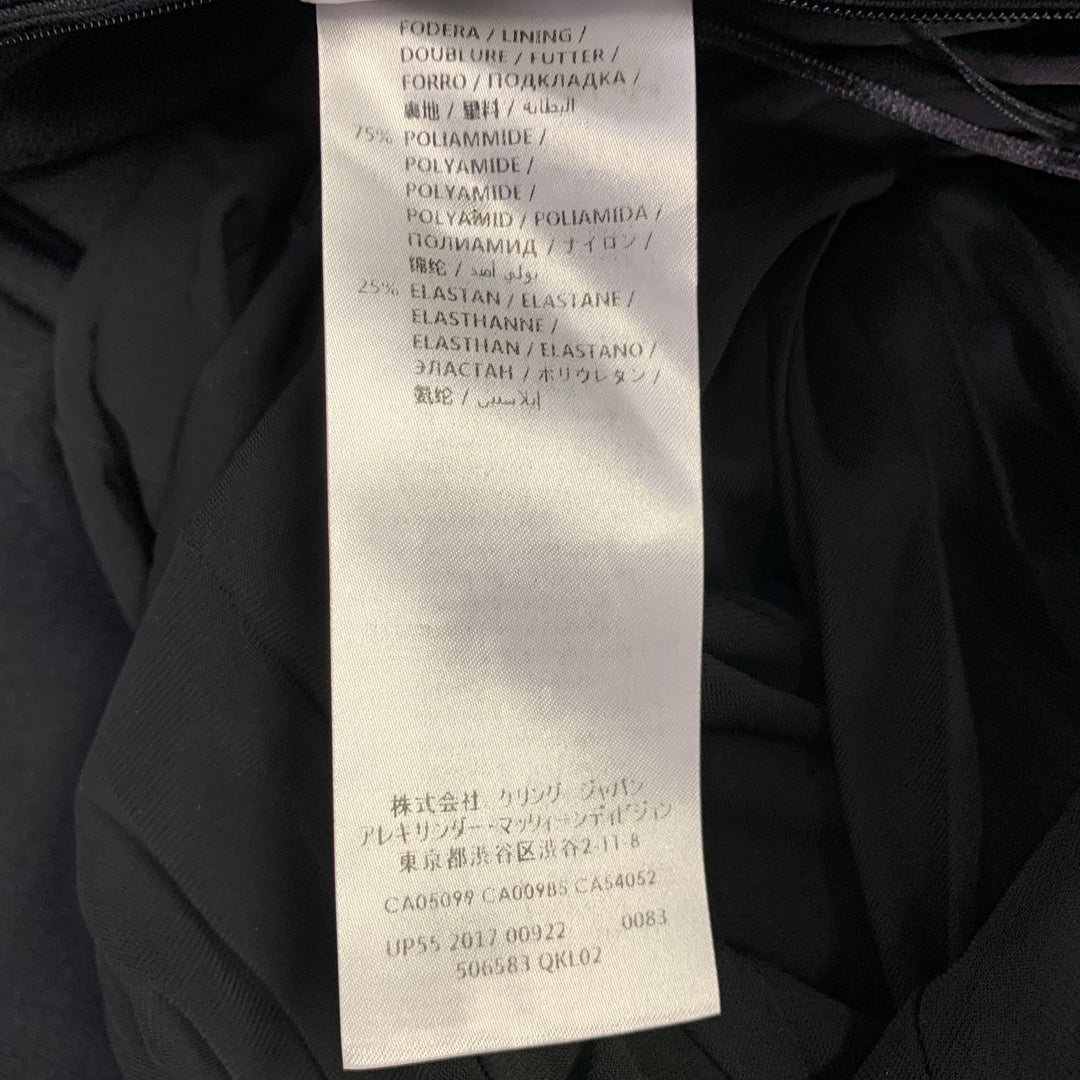 FODERA / LINING /
DOUBLURE / FUTTER /
FORRO / ПОДКЛАДКА /
裏地 / 塑料 / البطانة
75% POLIAMMIDE /
POLYAMIDE /
POLYAMIDE /
POLYAMID / POLIAMIDA /
ПОЛИАМИД / ナイロン /
锦纶 / بولي اميد
25% ELASTAN / ELASTANE /
ELASTHANNE /
ELASTHAN / ELASTANO /
ЭЛАСТАН / ポリウレタン /
氨纶 /
株式会社 ケリング ジャパン
アレキサンダー・マックイーンディビジョン
東京都渋谷区渋谷2-11-8
CA05099 CA00985 CA54052
UP55 2017 00922 0083
506583 QKL02